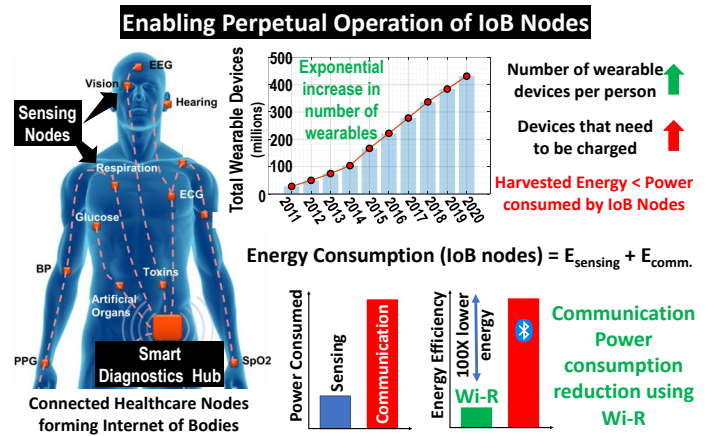 Enabling Perpetual Operation of IoB Nodes
EEG
Vision
Hearing
Sensing
Nodes
Respiration
ECG
Glucose
BP
Toxins
Artificial
Organs
PPG
Smart
Diagnostics Hub
SpO2
Connected Healthcare Nodes
forming Internet of Bodies
Total Wearable Devices
(millions)
500
400
300
200
100
0
Exponential
increase in
number of
wearables
2011
2012
2013
2014
2015
2016
2017
2018
2019
2020
Number of wearable
devices per person
Devices that need
to be charged
Harvested Energy < Power
consumed by IoB Nodes
Energy Consumption (IoB nodes) = Esensing + Ecomm.
Power Consumed
Sensing
Communication
Energy Efficiency
100X lower
energy
Wi-R
Communication
Power
consumption
reduction using
Wi-R